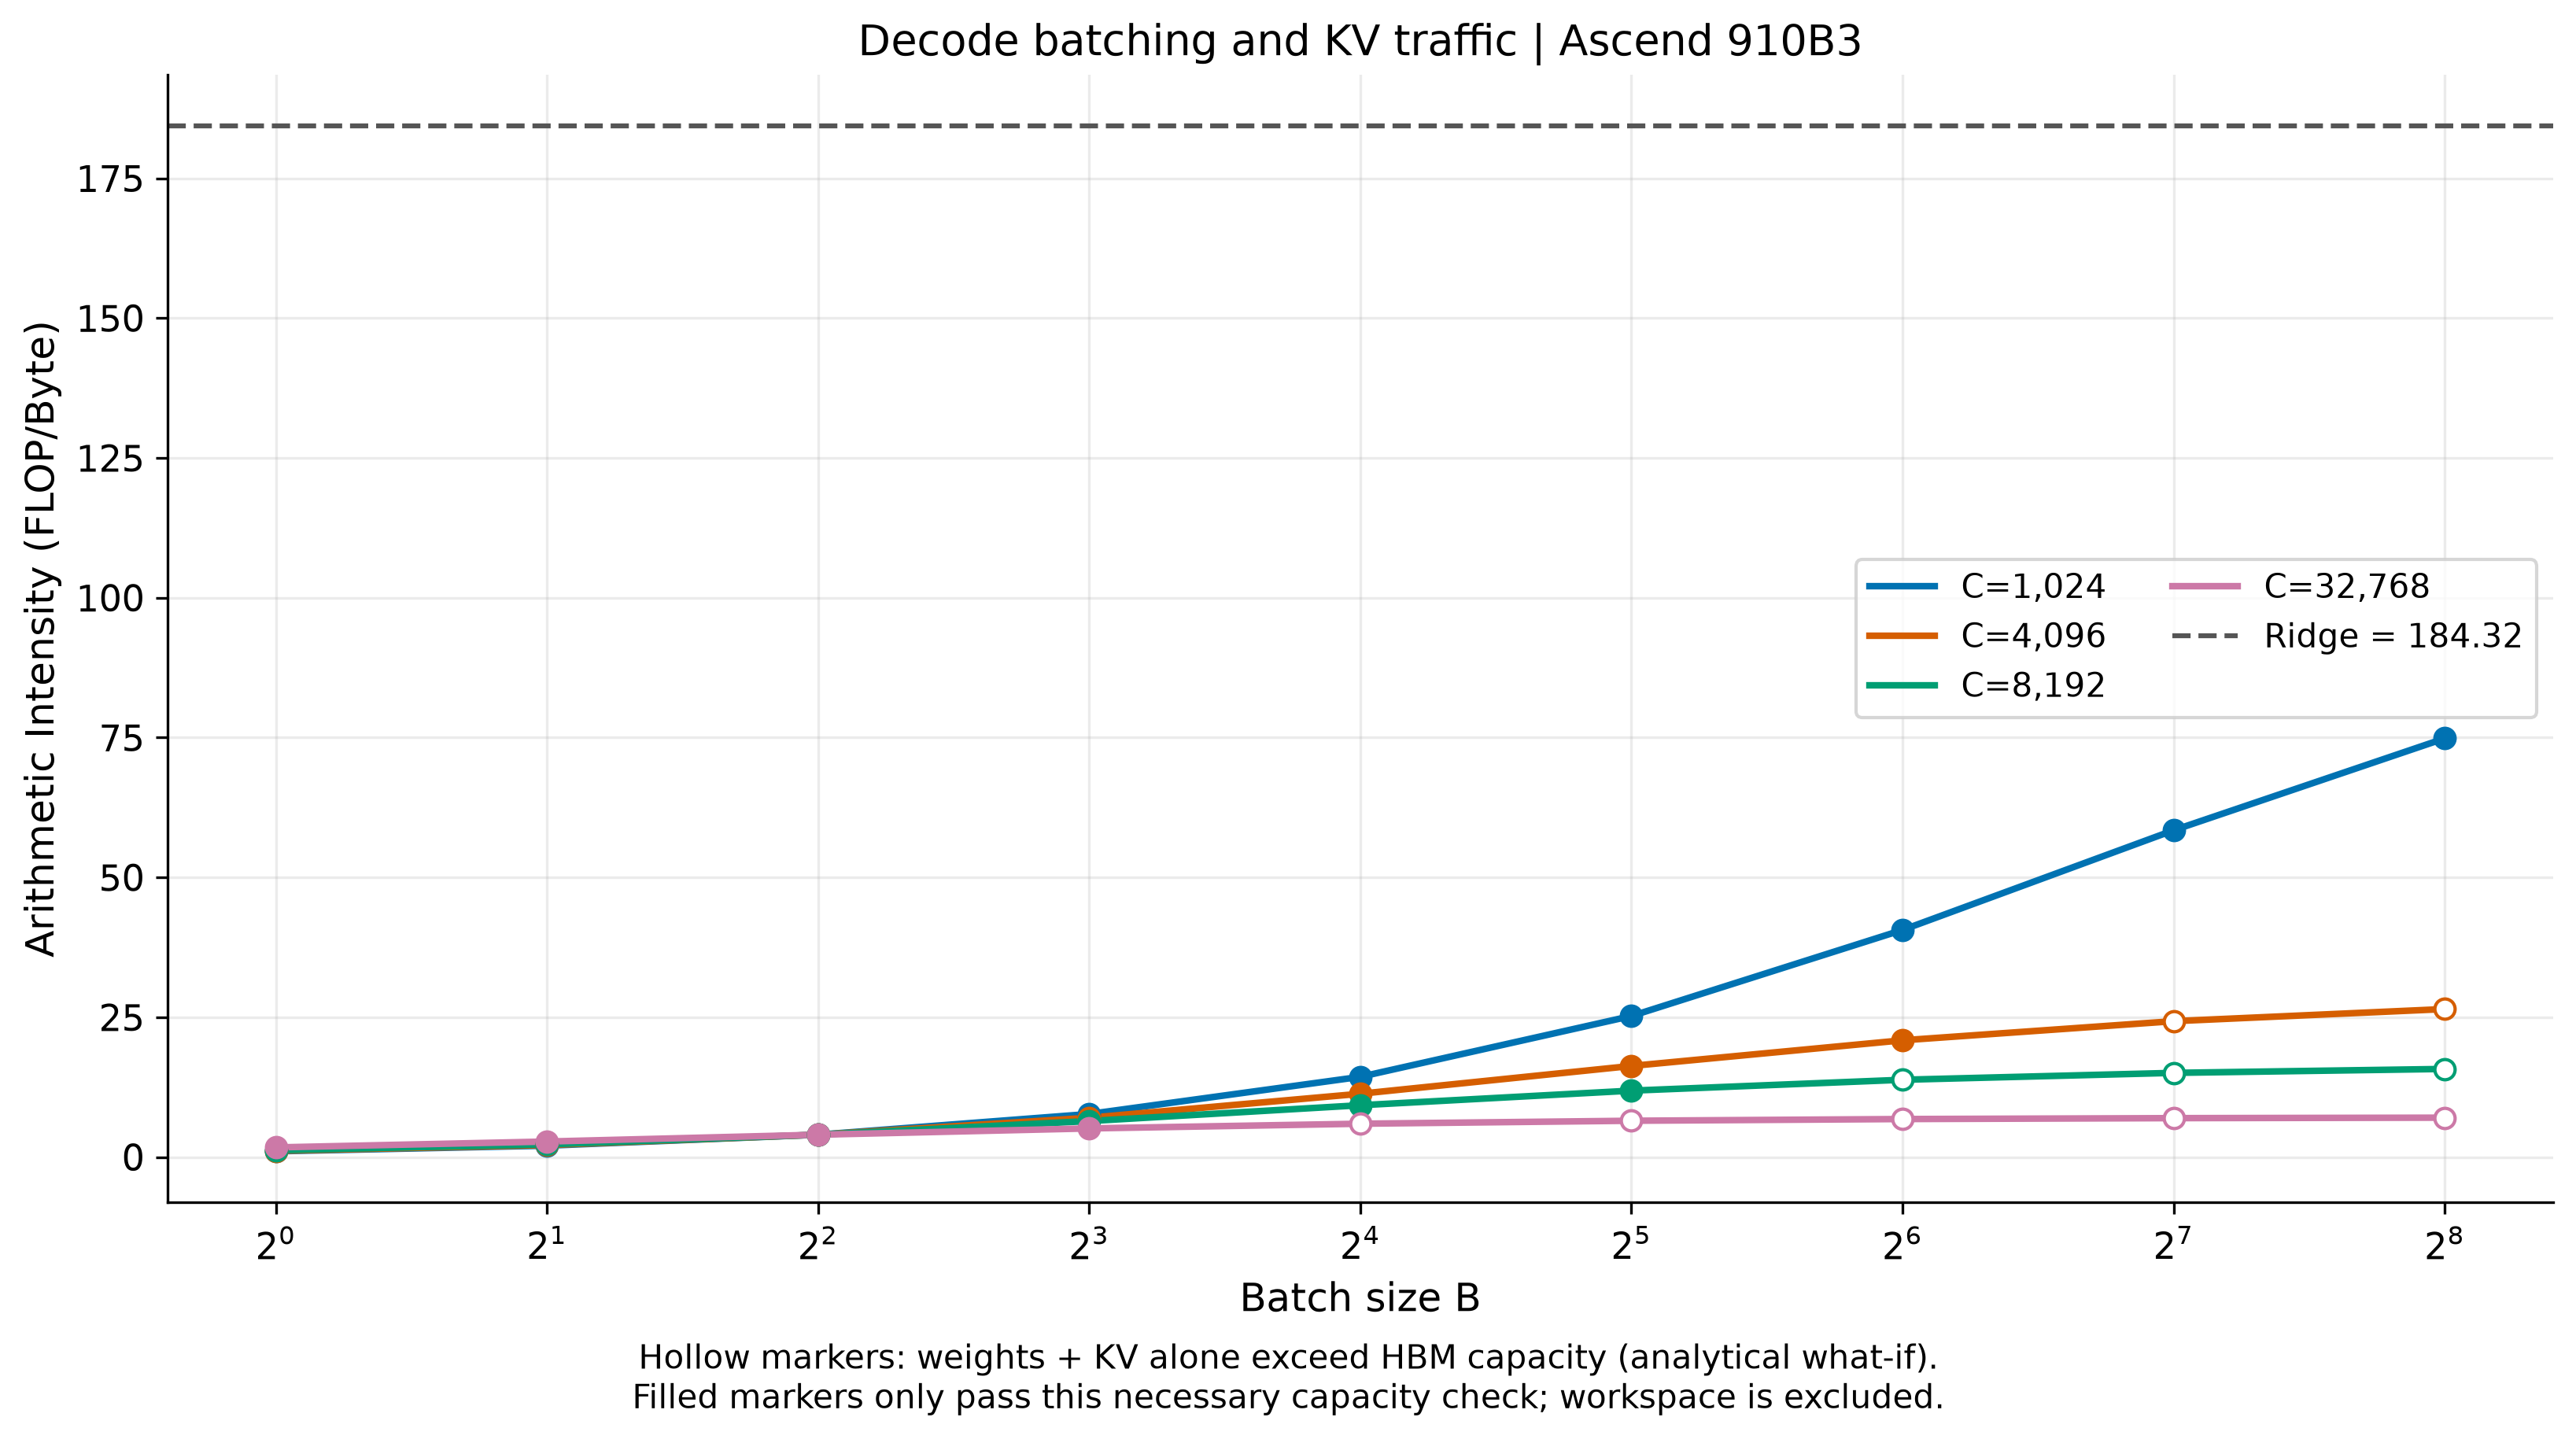 Decode batching and KV traffic | Ascend 910B3
Arithmetic Intensity (FLOP/Byte)
175
150
125
100
75
50
25
0
C=1,024
C=4,096
C=8,192
C=32,768
Ridge = 184.32
2⁰ 2¹ 2² 2³ 2⁴ 2⁵ 2⁶ 2⁷ 2⁸
Batch size B
Hollow markers: weights + KV alone exceed HBM capacity (analytical what-if).
Filled markers only pass this necessary capacity check; workspace is excluded.